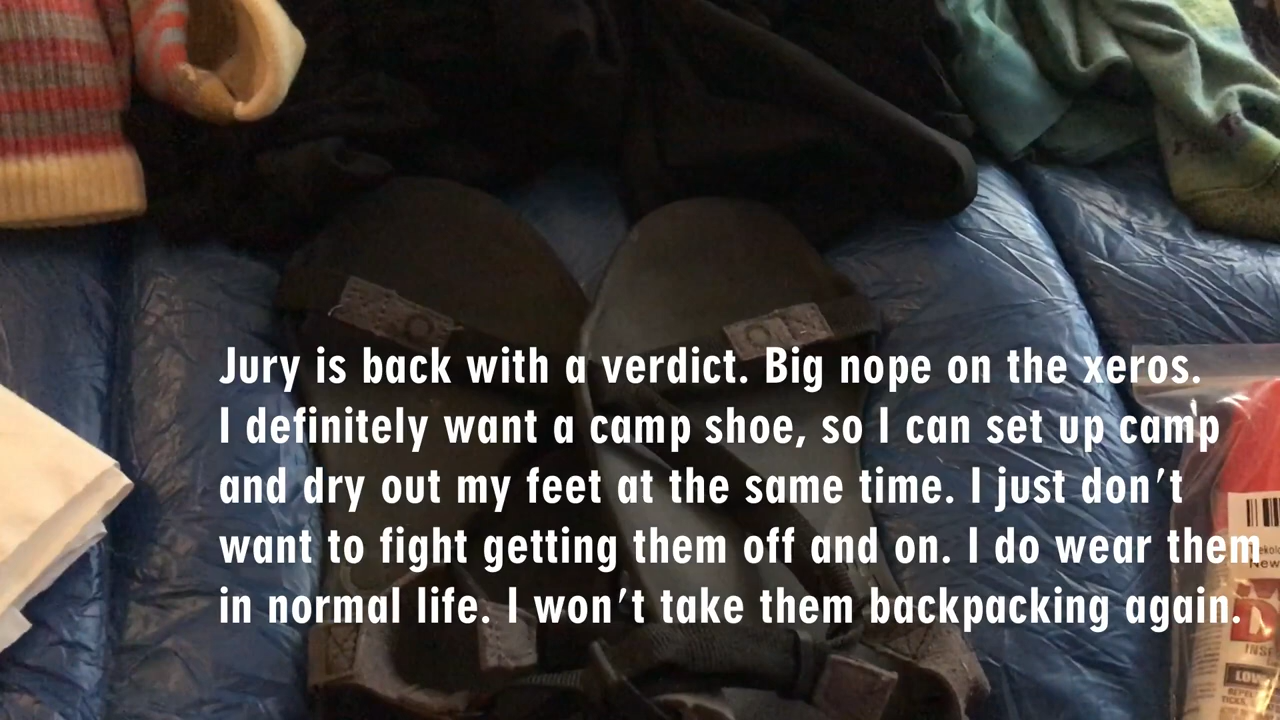 Jury is back with a verdict. Big nope on the xeros.
I definitely want a camp shoe, so I can set up camp
and dry out my feet at the same time. I just don’t
want to fight getting them off and on. I do wear them
in normal life. I won’t take them backpacking again.
New
LOW